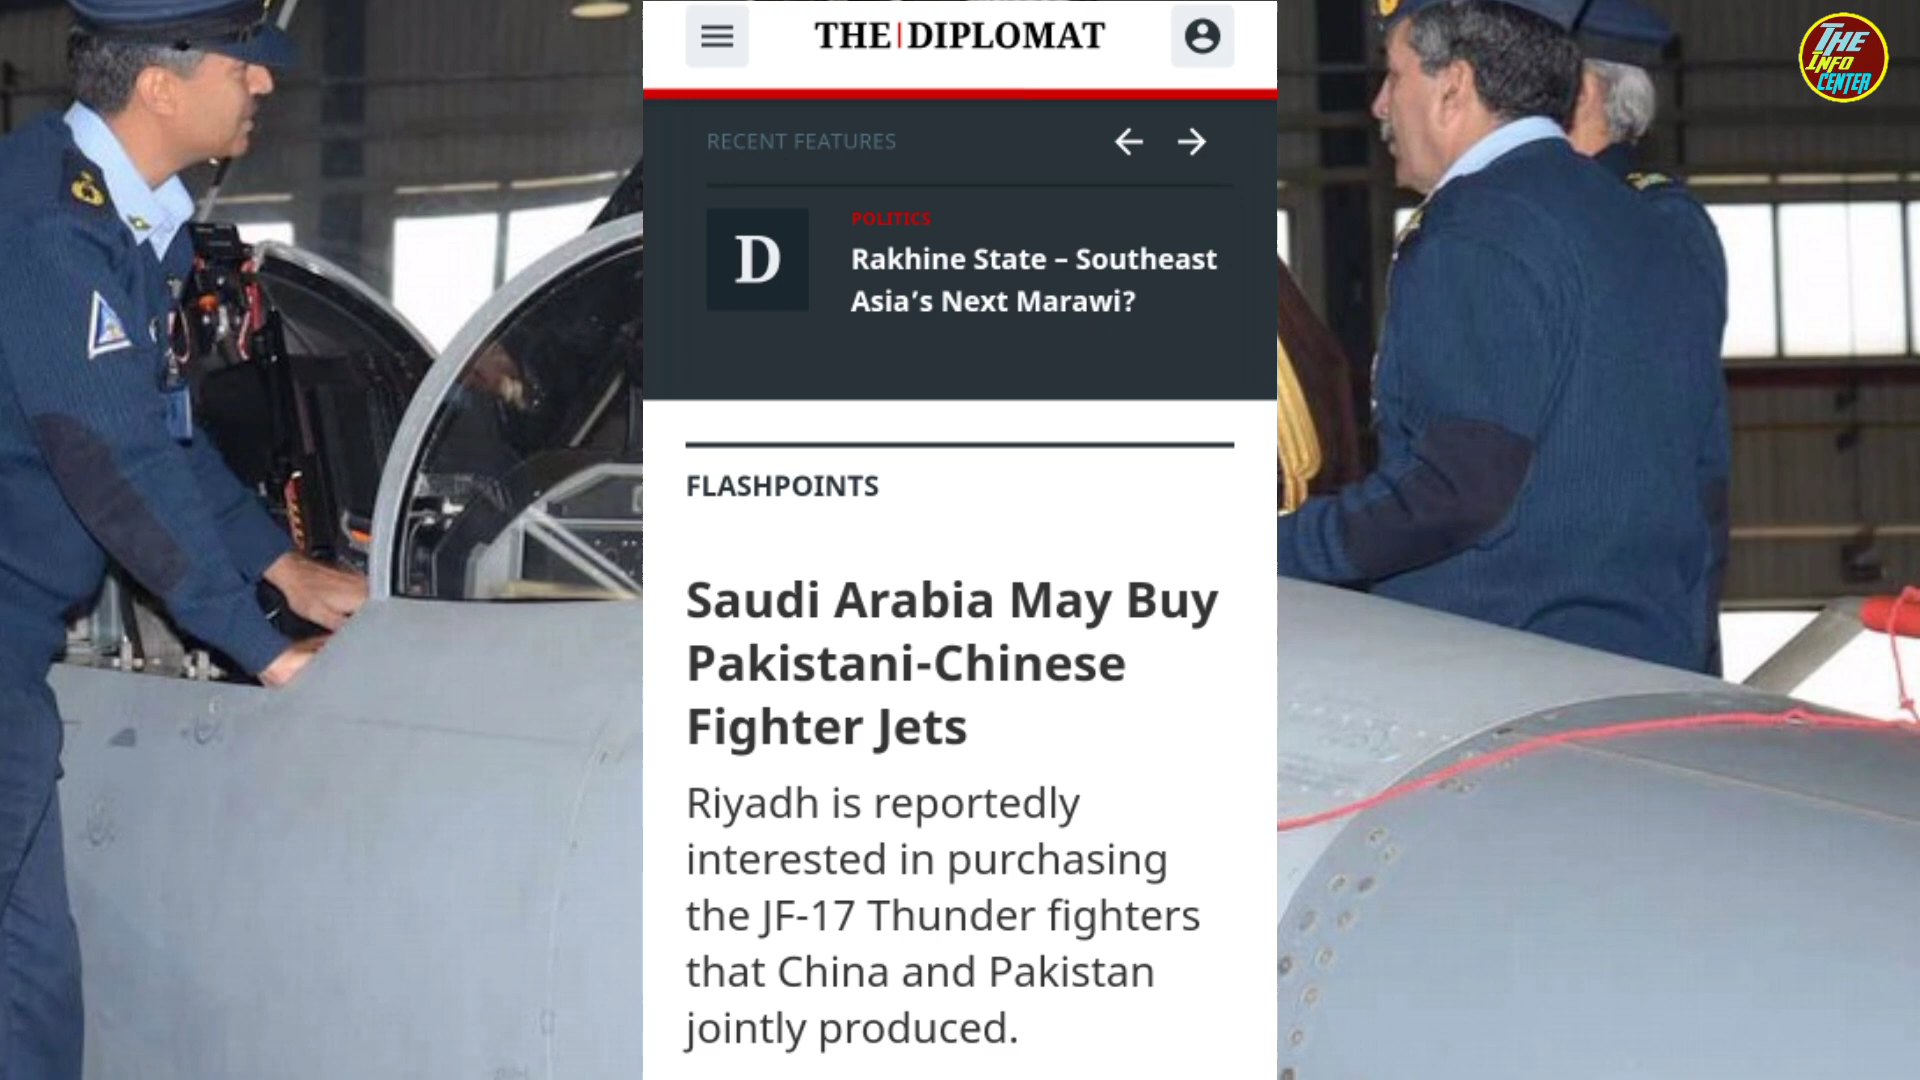 THE|DIPLOMAT
THE
INFO
CENTER
RECENT FEATURES
D
POLITICS
Rakhine State – Southeast
Asia’s Next Marawi?
FLASHPOINTS
Saudi Arabia May Buy
Pakistani-Chinese
Fighter Jets
Riyadh is reportedly
interested in purchasing
the JF-17 Thunder fighters
that China and Pakistan
jointly produced.